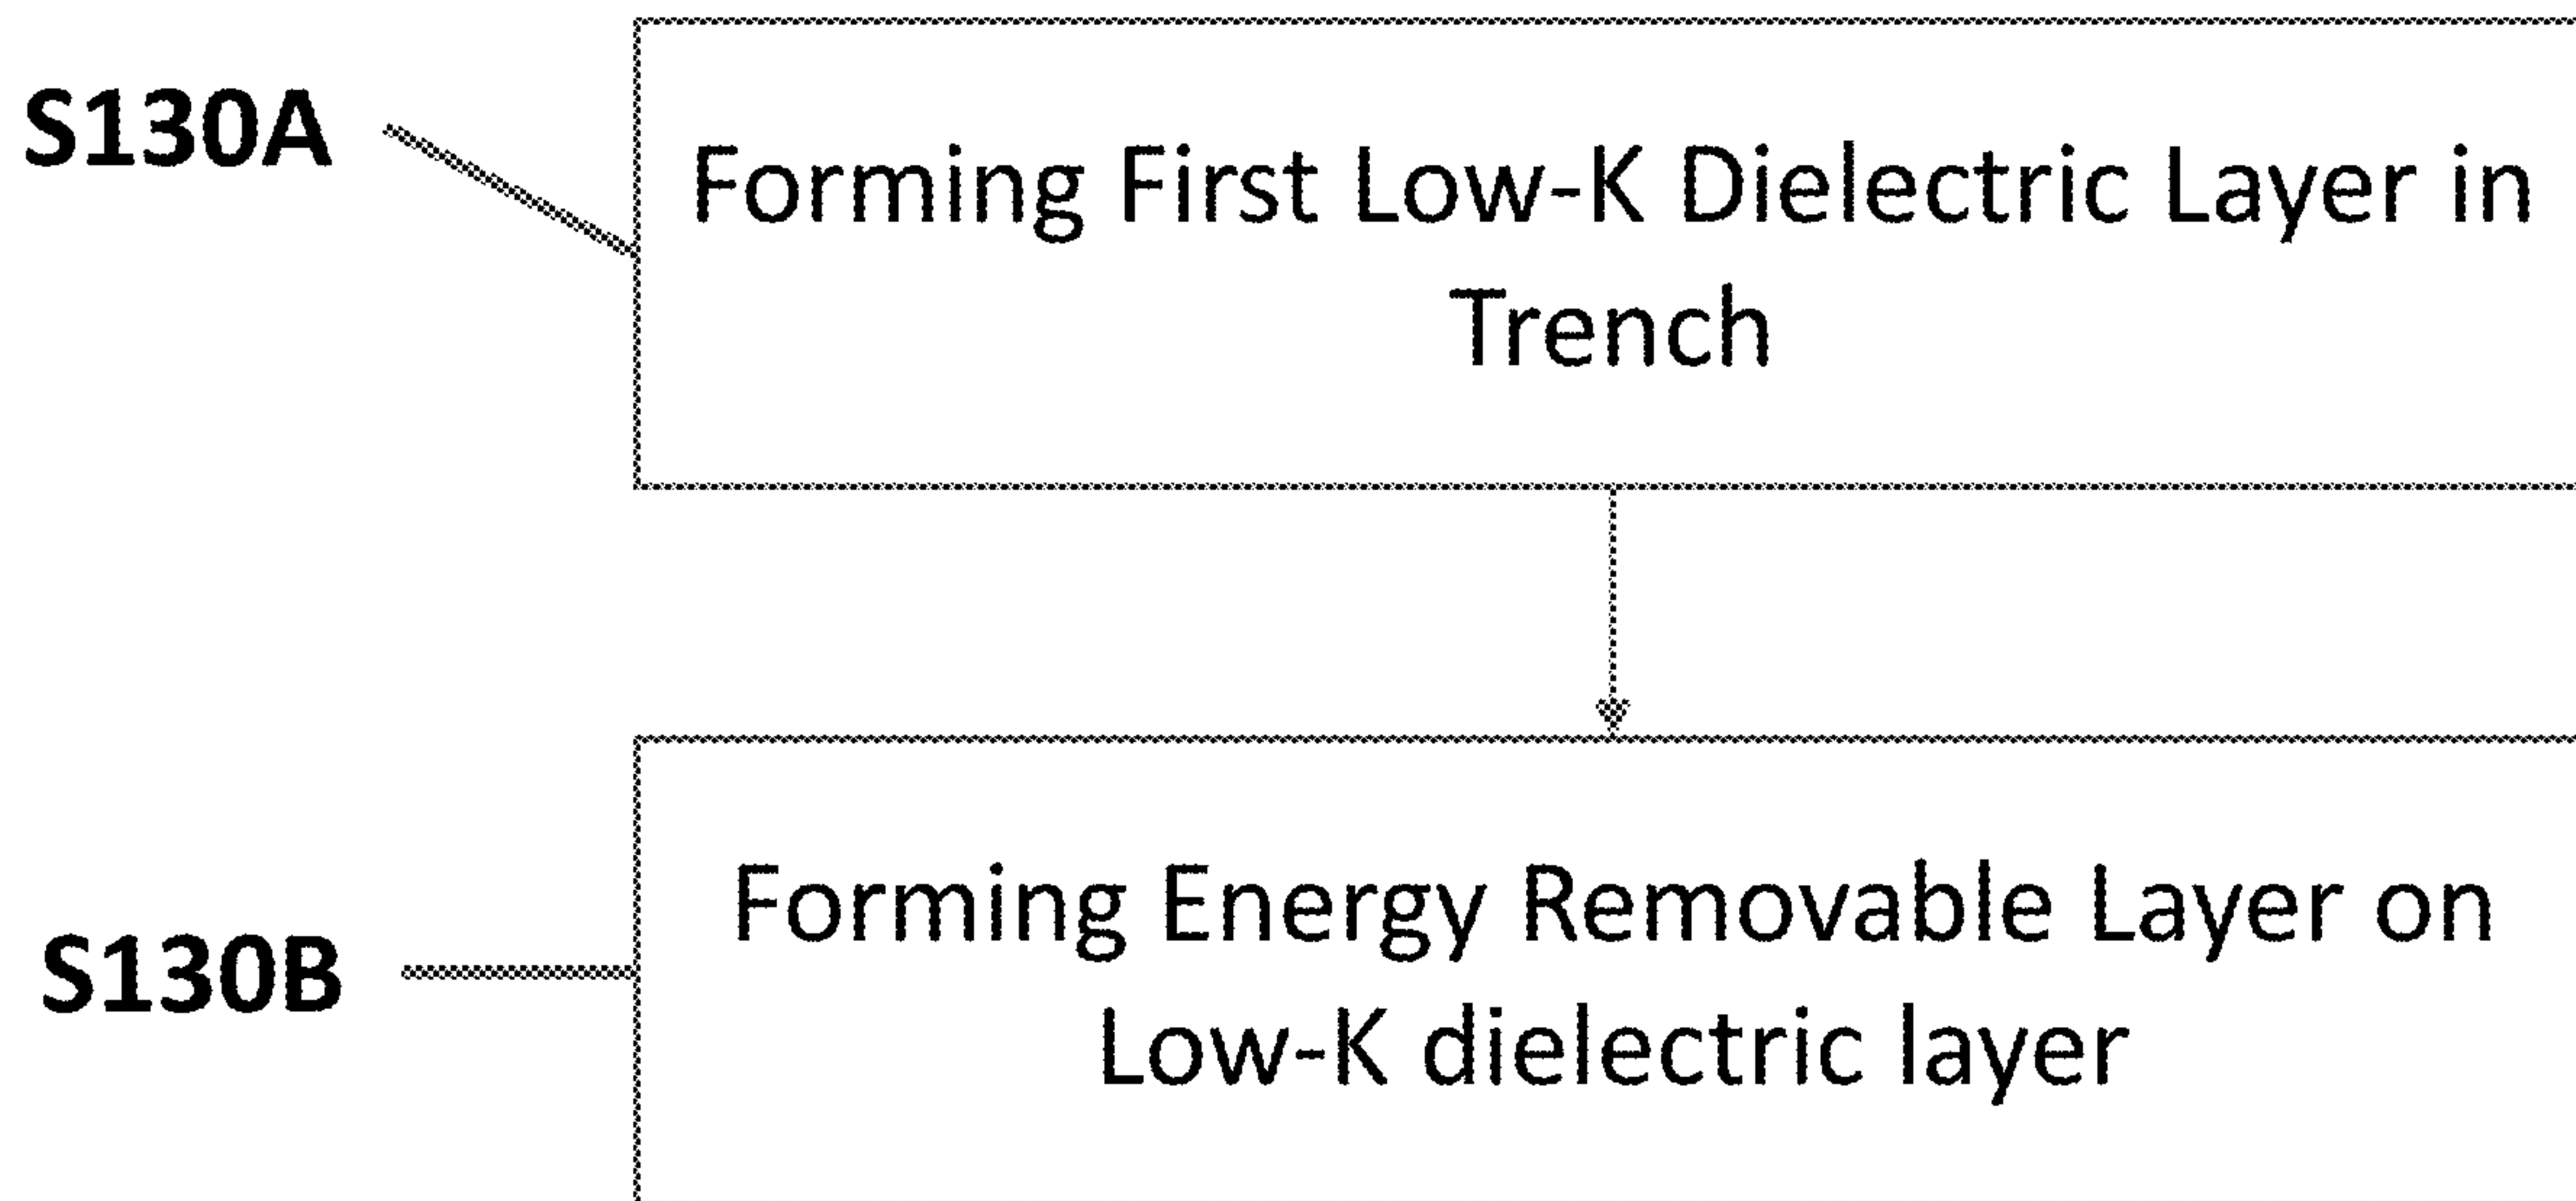 S130A
Forming First Low-K Dielectric Layer in
Trench
S130B
Forming Energy Removable Layer on
Low-K dielectric layer